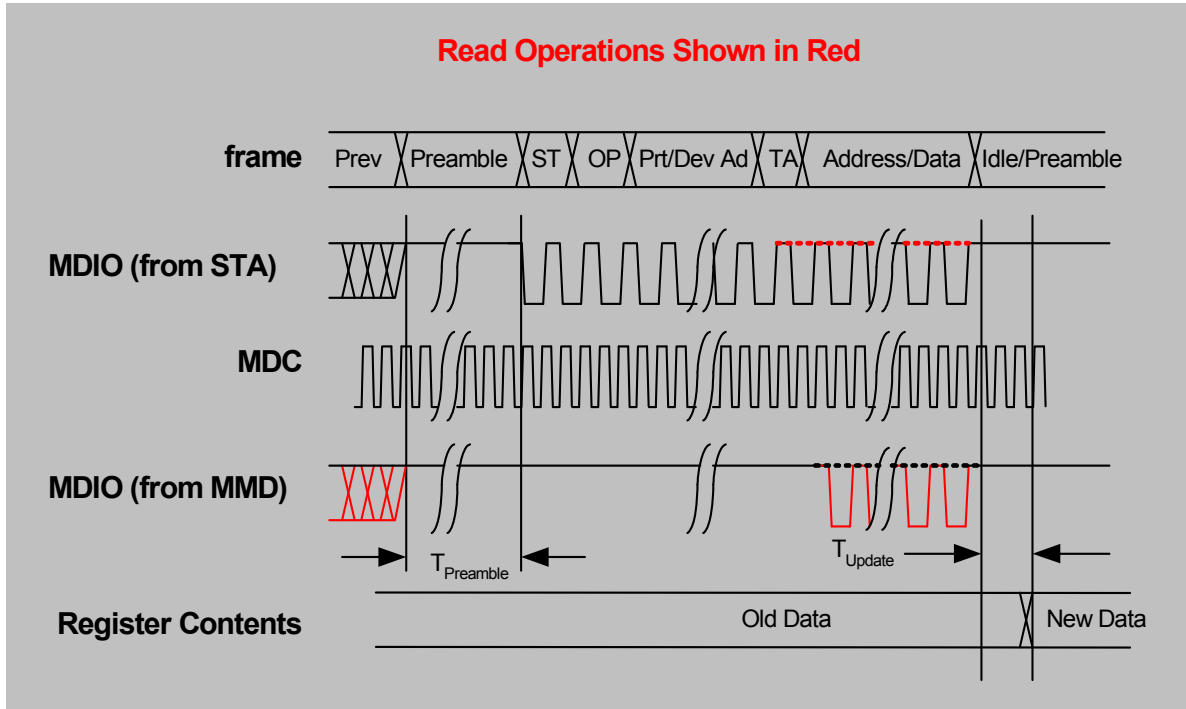 Read Operations Shown in Red
frame Prev Preamble ST OP Prt/Dev Ad TA Address/Data Idle/Preamble
MDIO (from STA)
MDC
MDIO (from MMD)
TPreamble TUpdate
Register Contents Old Data New Data